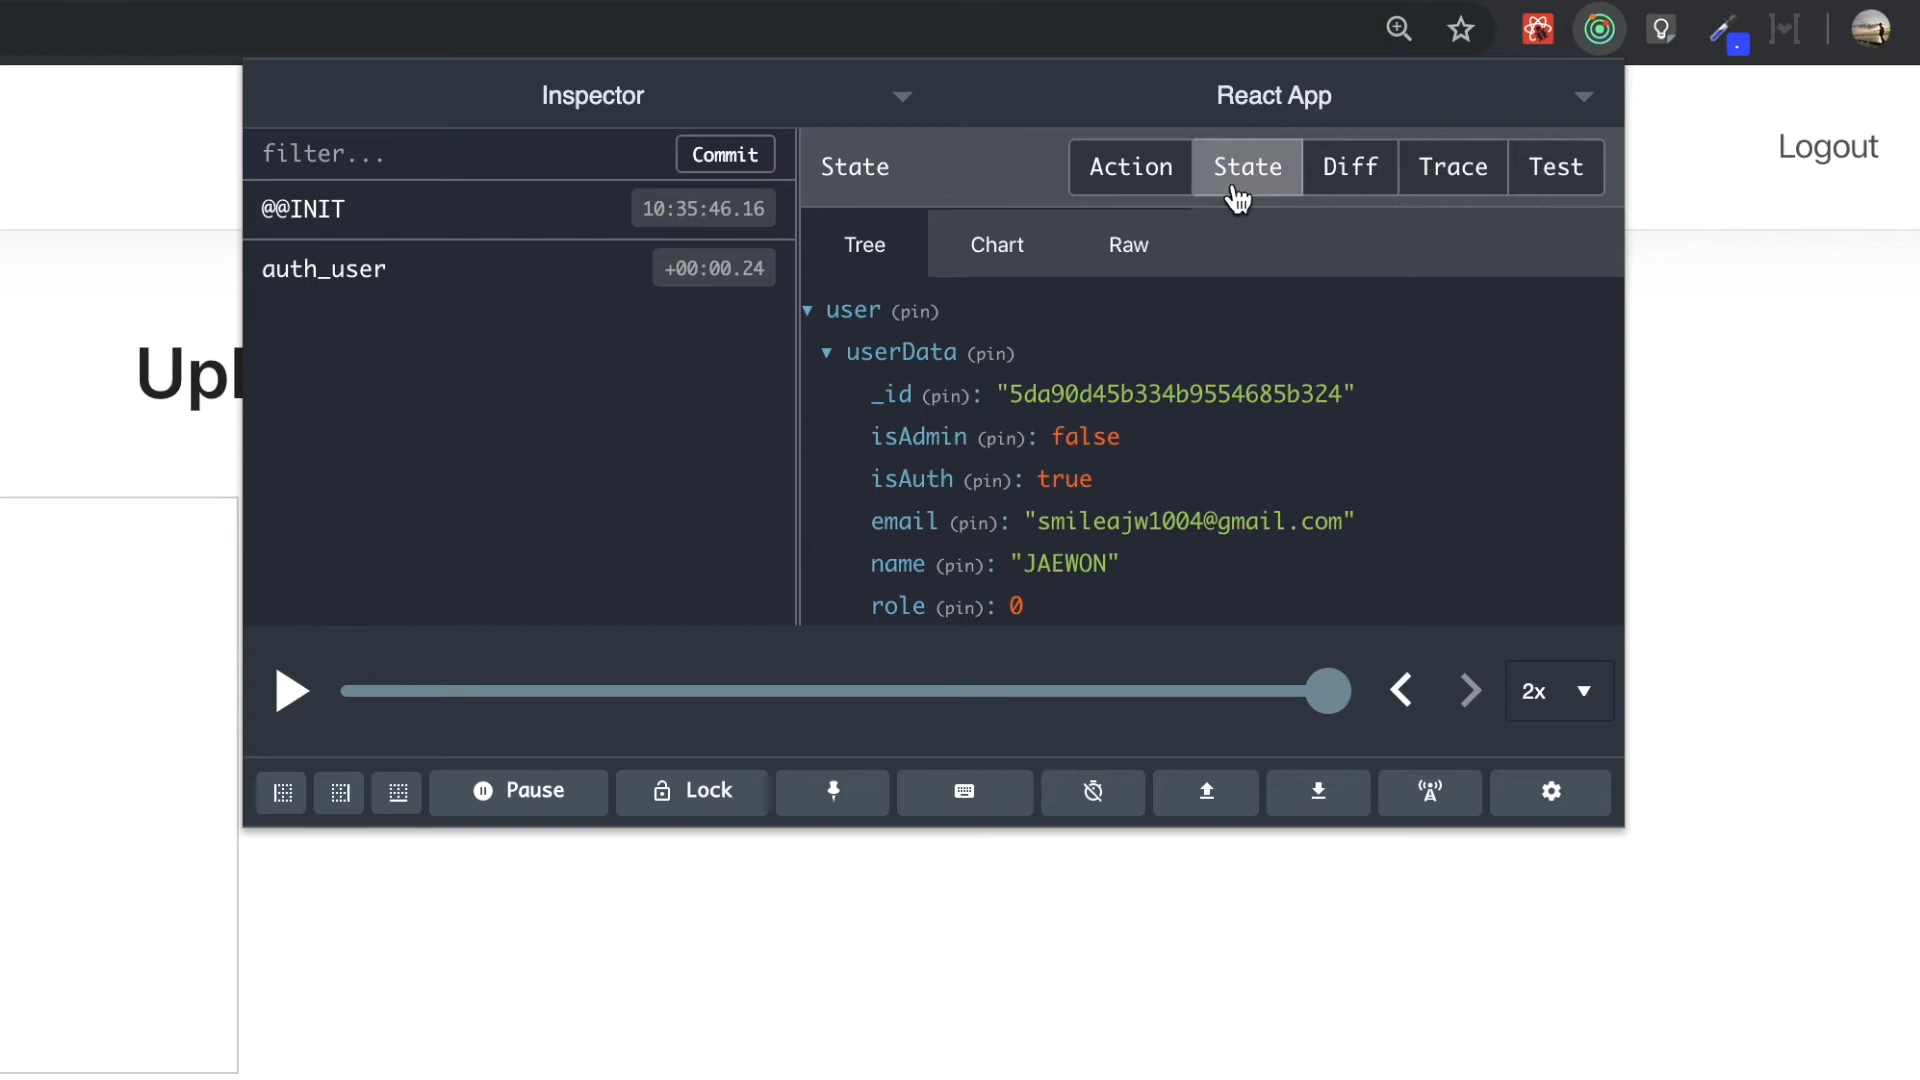 Inspector
React App
filter...
Commit
@@INIT
10:35:46.16
auth_user
+00:00.24
State
Action
State
Diff
Trace
Test
Tree
Chart
Raw
user (pin)
userData (pin)
_id (pin): "5da90d45b334b9554685b324"
isAdmin (pin): false
isAuth (pin): true
email (pin): "smileajw1004@gmail.com"
name (pin): "JAEWON"
role (pin): 0
2x
Pause
Lock
Logout
Upl